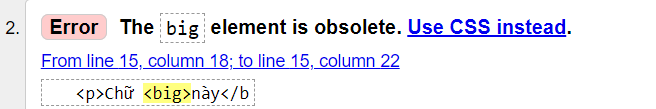 2. Error The big element is obsolete. Use CSS instead.
From line 15, column 18; to line 15, column 22
<p>Chữ <big>này</b